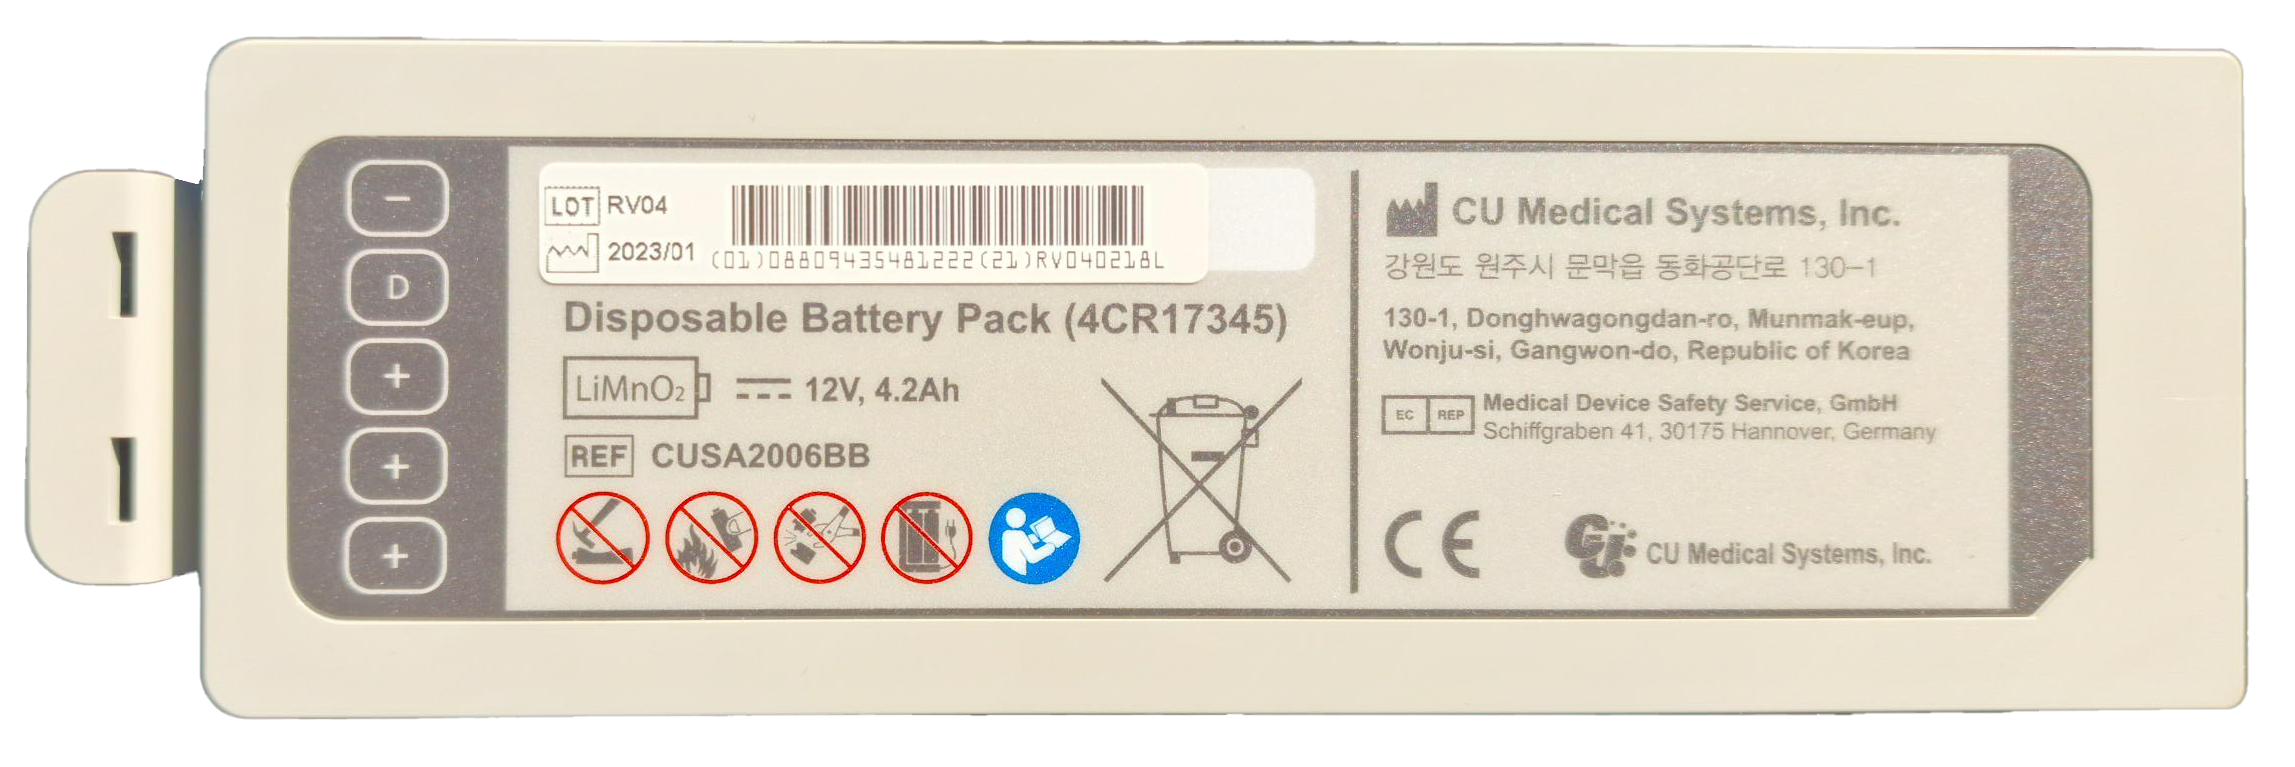 -
D
+
+
+
LOT RV04
2023/01
(01)08809435481222(21)RV040218L
Disposable Battery Pack (4CR17345)
LiMnO₂ 12V, 4.2Ah
REF CUSA2006BB
CU Medical Systems, Inc.
강원도 원주시 문막읍 동화공단로 130-1
130-1, Donghwagongdan-ro, Munmak-eup,
Wonju-si, Gangwon-do, Republic of Korea
EC REP Medical Device Safety Service, GmbH
Schiffgraben 41, 30175 Hannover, Germany
CE
CU CU Medical Systems, Inc.